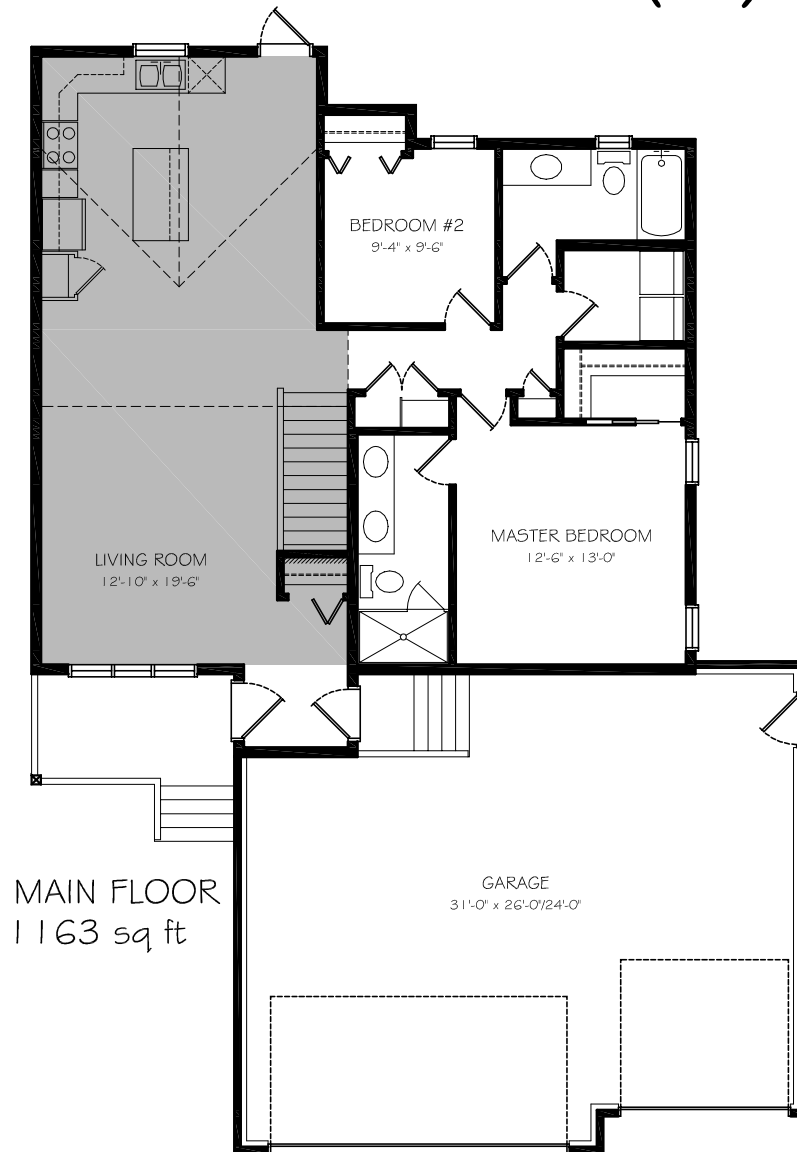 BEDROOM #2
9'-4" x 9'-6"
MASTER BEDROOM
12'-6" x 13'-0"
LIVING ROOM
12'-10" x 19'-6"
GARAGE
31'-0" x 26'-0"/24'-0"
MAIN FLOOR
1163 sq ft